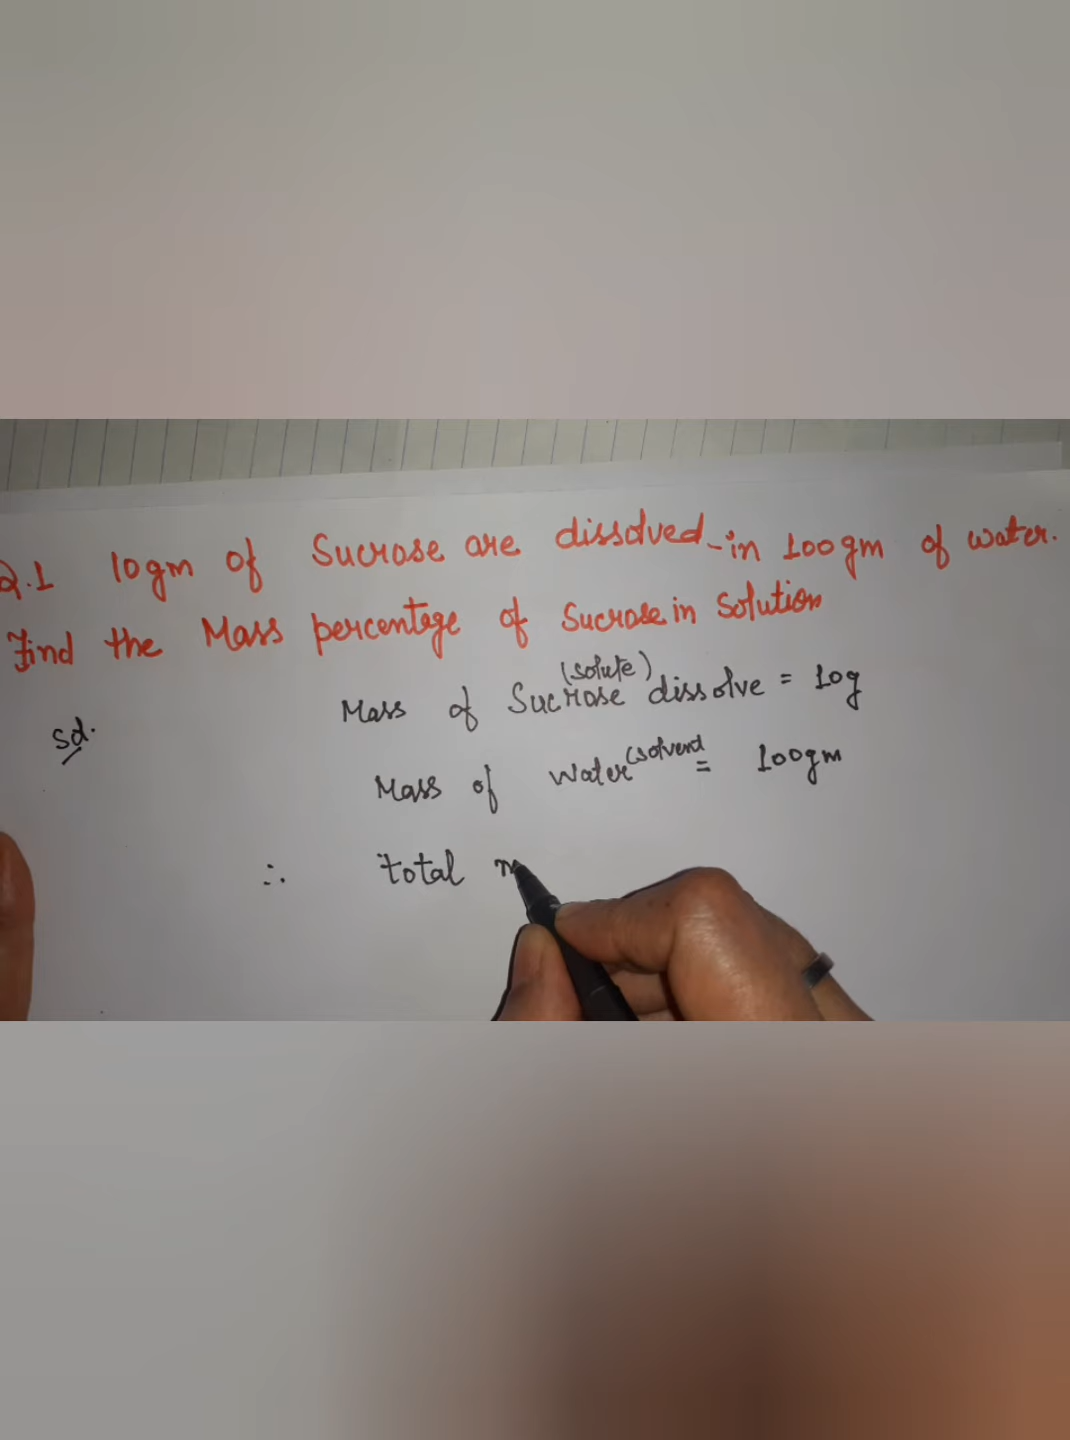 Q.1 10gm of Sucrose are dissolved in 100gm of water.
Find the Mass percentage of Sucrose in Solution
(solute)
Sol. Mass of Sucrose dissolve = 10g
Mass of Water (solvent) = 100gm
∴ total m